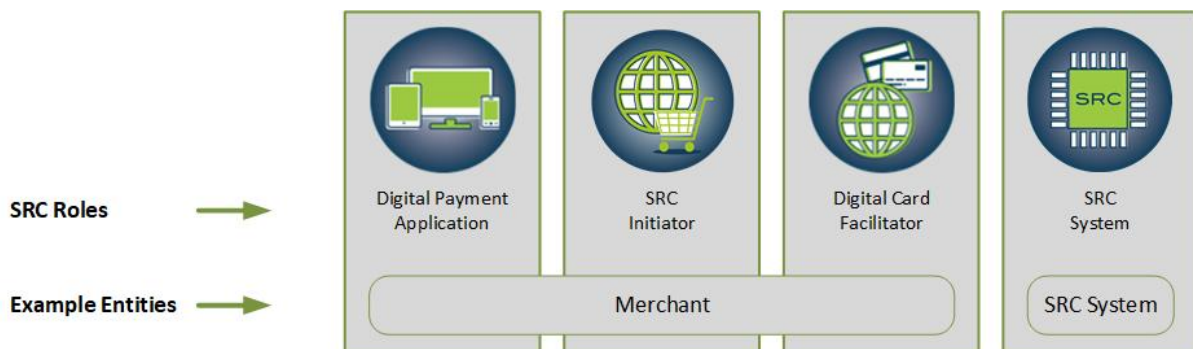 SRC
Digital Payment
Application
SRC
Initiator
Digital Card
Facilitator
SRC
System
SRC Roles
Example Entities
Merchant
SRC System